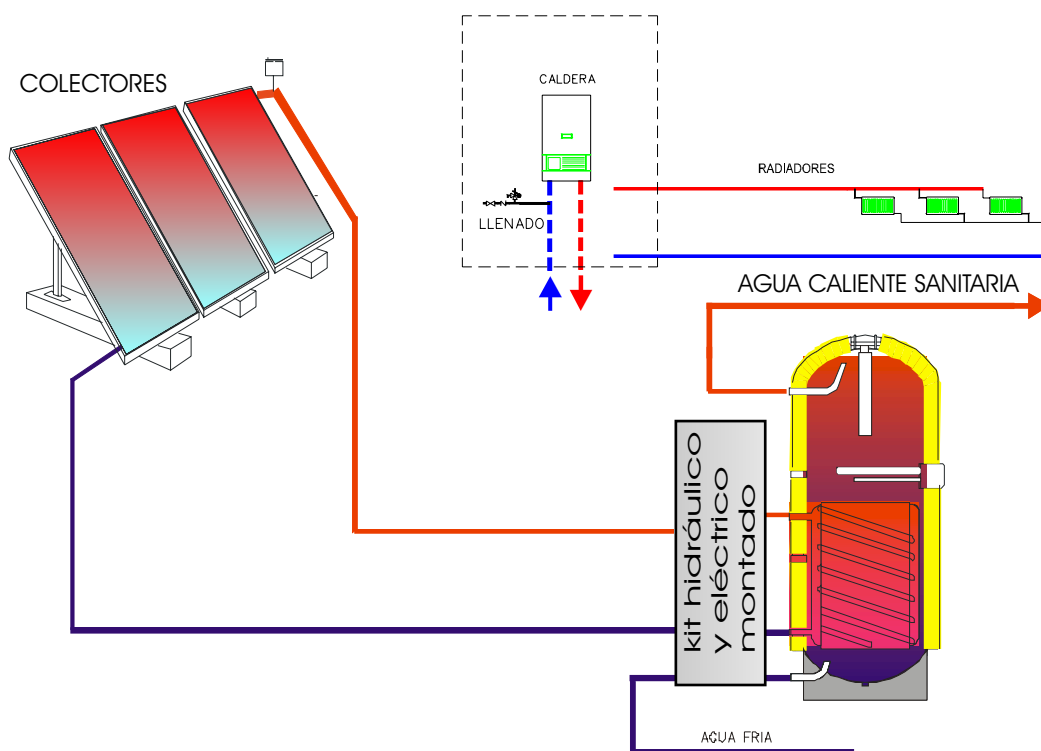 COLECTORES
CALDERA
RADIADORES
LLENADO
AGUA CALIENTE SANITARIA
kit hidráulico
y eléctrico
montado
AGUA FRIA